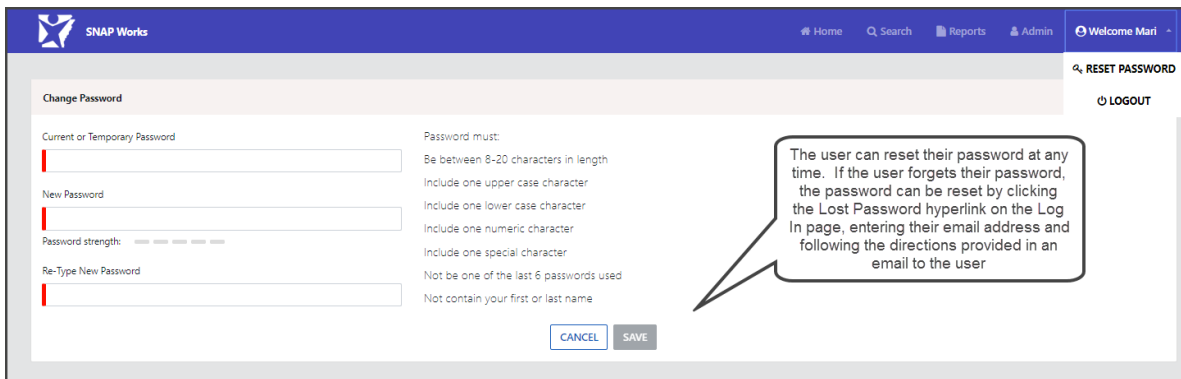 SNAP Works
Home Search Reports Admin Welcome Mari
RESET PASSWORD
LOGOUT
Change Password
Current or Temporary Password
New Password
Password strength:
Re-Type New Password
Password must:
Be between 8-20 characters in length
Include one upper case character
Include one lower case character
Include one numeric character
Include one special character
Not be one of the last 6 passwords used
Not contain your first or last name
The user can reset their password at any
time. If the user forgets their password,
the password can be reset by clicking
the Lost Password hyperlink on the Log
In page, entering their email address and
following the directions provided in an
email to the user
CANCEL SAVE